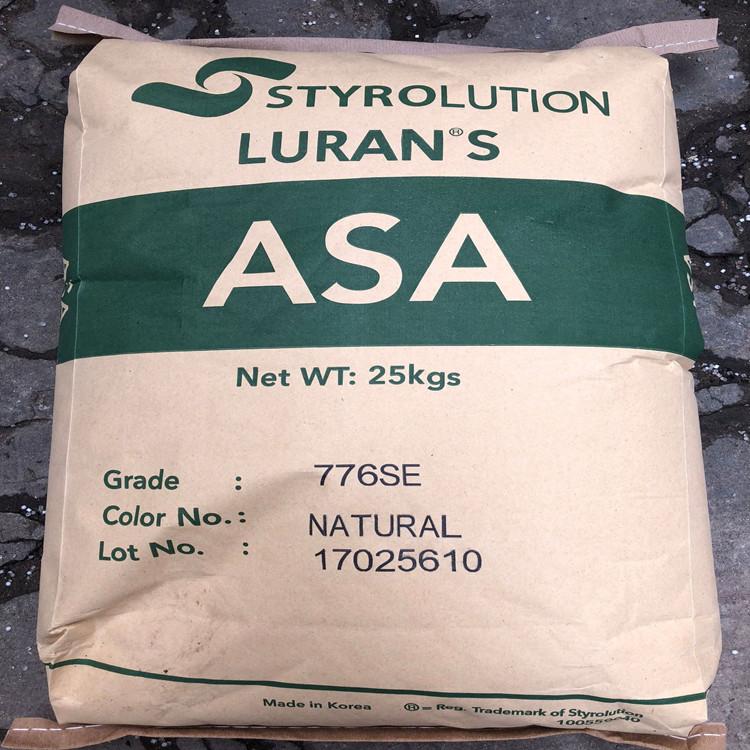 STYROLUTION
LURAN®S
ASA
Net WT: 25kgs
Grade : 776SE
Color No.: NATURAL
Lot No. : 17025610
Made in Korea ®= Reg. Trademark of Styrolution